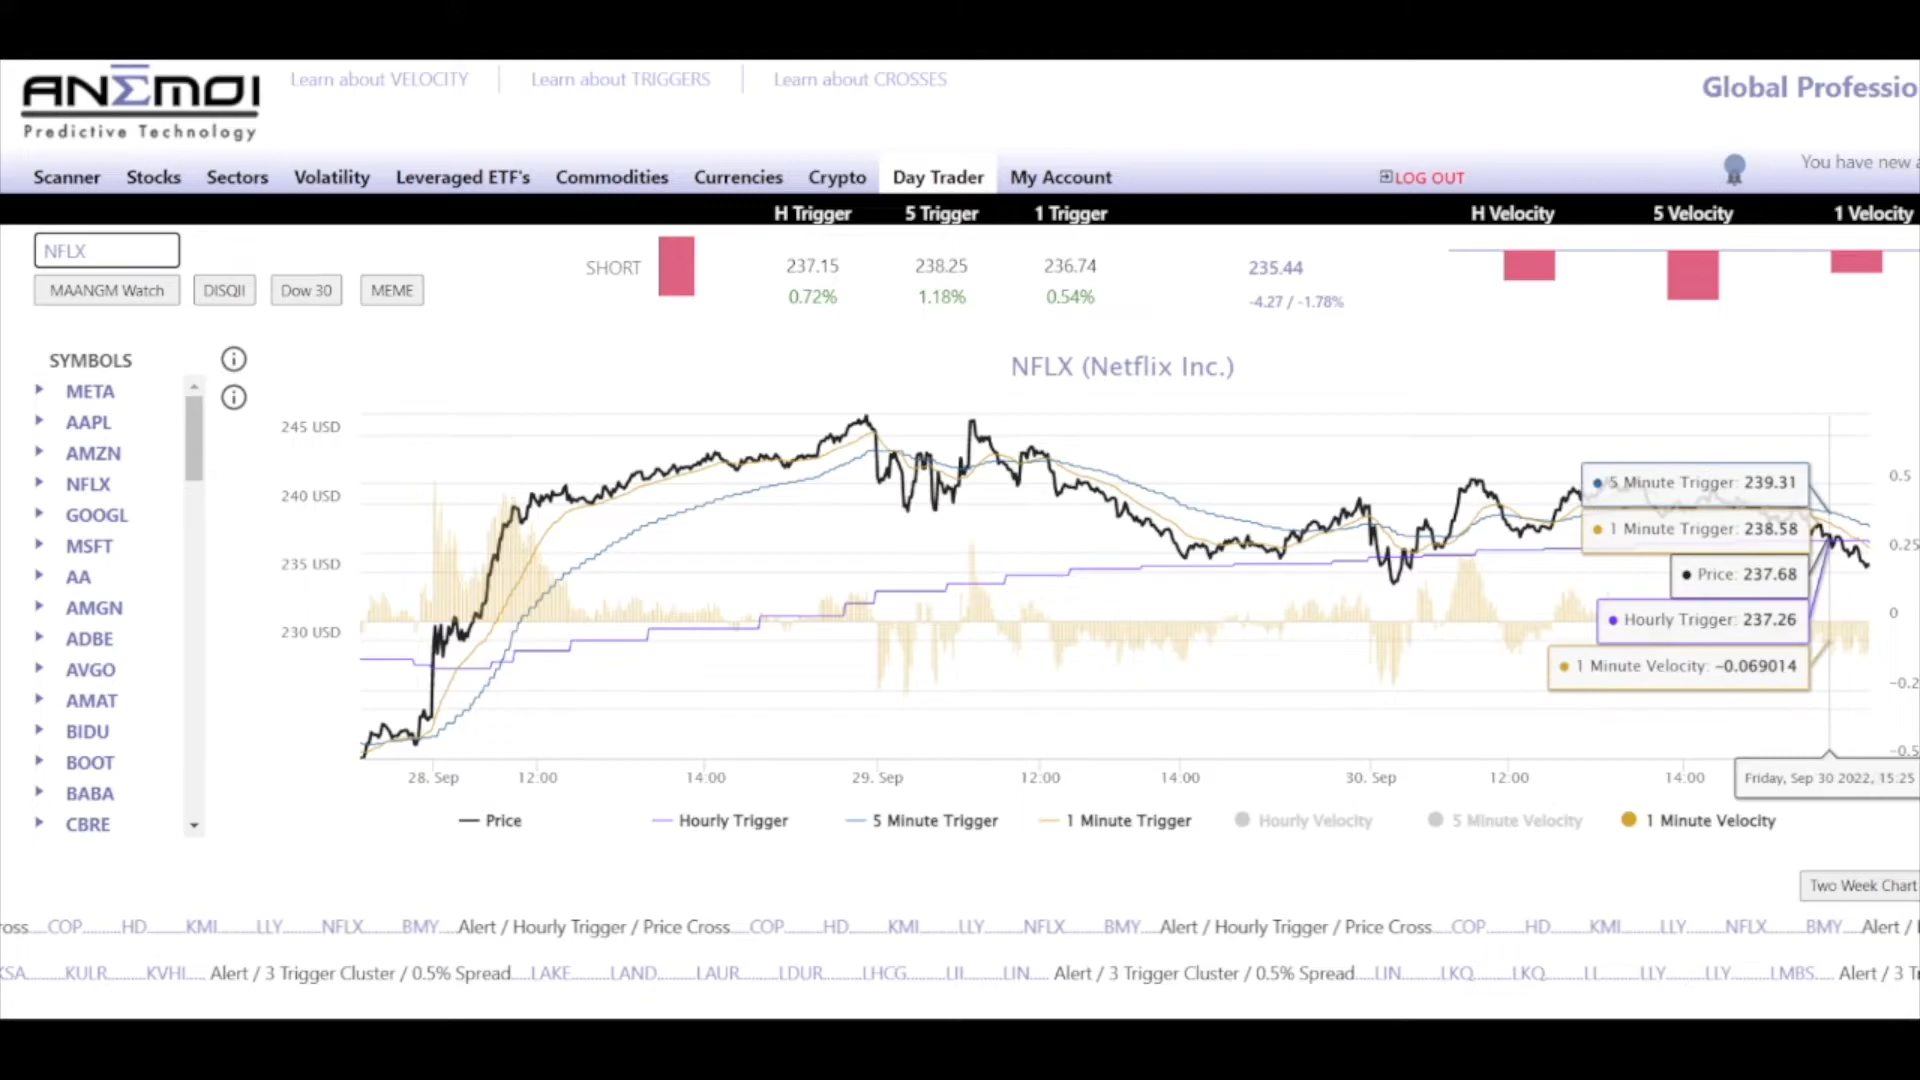 ANΣMOI
Predictive Technology
Learn about VELOCITY
Learn about TRIGGERS
Learn about CROSSES
Global Professio
Scanner Stocks Sectors Volatility Leveraged ETF's Commodities Currencies Crypto Day Trader My Account
LOG OUT
You have new a
H Trigger 5 Trigger 1 Trigger H Velocity 5 Velocity 1 Velocity
NFLX
MAANGM Watch DISQII Dow 30 MEME
SHORT
237.15 238.25 236.74 235.44
0.72% 1.18% 0.54% -4.27 / -1.78%
SYMBOLS
META
AAPL
AMZN
NFLX
GOOGL
MSFT
AA
AMGN
ADBE
AVGO
AMAT
BIDU
BOOT
BABA
CBRE
NFLX (Netflix Inc.)
245 USD
240 USD
235 USD
230 USD
5 Minute Trigger: 239.31
1 Minute Trigger: 238.58
Price: 237.68
Hourly Trigger: 237.26
1 Minute Velocity: −0.069014
0.5
0.25
0
-0.2
-0.5
28. Sep 12:00 14:00 29. Sep 12:00 14:00 30. Sep 12:00 14:00
Friday, Sep 30 2022, 15:25
Price Hourly Trigger 5 Minute Trigger 1 Minute Trigger Hourly Velocity 5 Minute Velocity 1 Minute Velocity
Two Week Chart
ross....COP........HD........KMI........LLY........NFLX........BMY...Alert / Hourly Trigger / Price Cross....COP........HD........KMI........LLY........NFLX........BMY...Alert / Hourly Trigger / Price Cross....COP........HD........KMI........LLY........NFLX........BMY...Alert /
KSA........KULR........KVHI....Alert / 3 Trigger Cluster / 0.5% Spread....LAKE........LAND........LAUR........LDUR........LHCG........LII........LIN....Alert / 3 Trigger Cluster / 0.5% Spread....LIN........LKQ........LKQ........LL........LLY........LLY........LMBS....Alert / 3 Tr